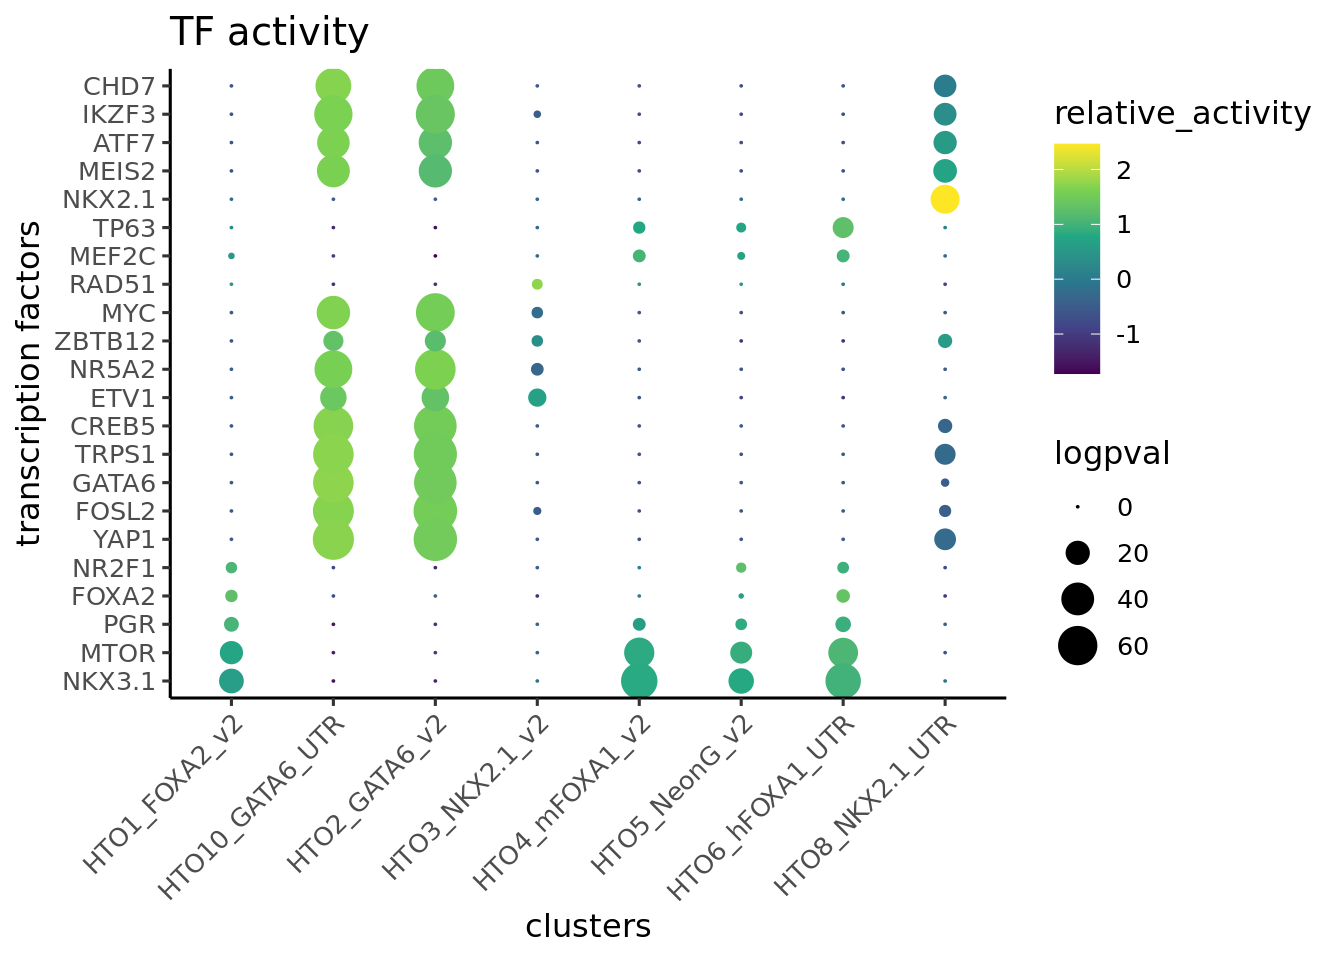 TF activity
transcription factors
CHD7
IKZF3
ATF7
MEIS2
NKX2.1
TP63
MEF2C
RAD51
MYC
ZBTB12
NR5A2
ETV1
CREB5
TRPS1
GATA6
FOSL2
YAP1
NR2F1
FOXA2
PGR
MTOR
NKX3.1
HTO1_FOXA2_v2
HTO10_GATA6_UTR
HTO2_GATA6_v2
HTO3_NKX2.1_v2
HTO4_mFOXA1_v2
HTO5_NeonG_v2
HTO6_hFOXA1_UTR
HTO8_NKX2.1_UTR
clusters
relative_activity
2
1
0
-1
logpval
0
20
40
60